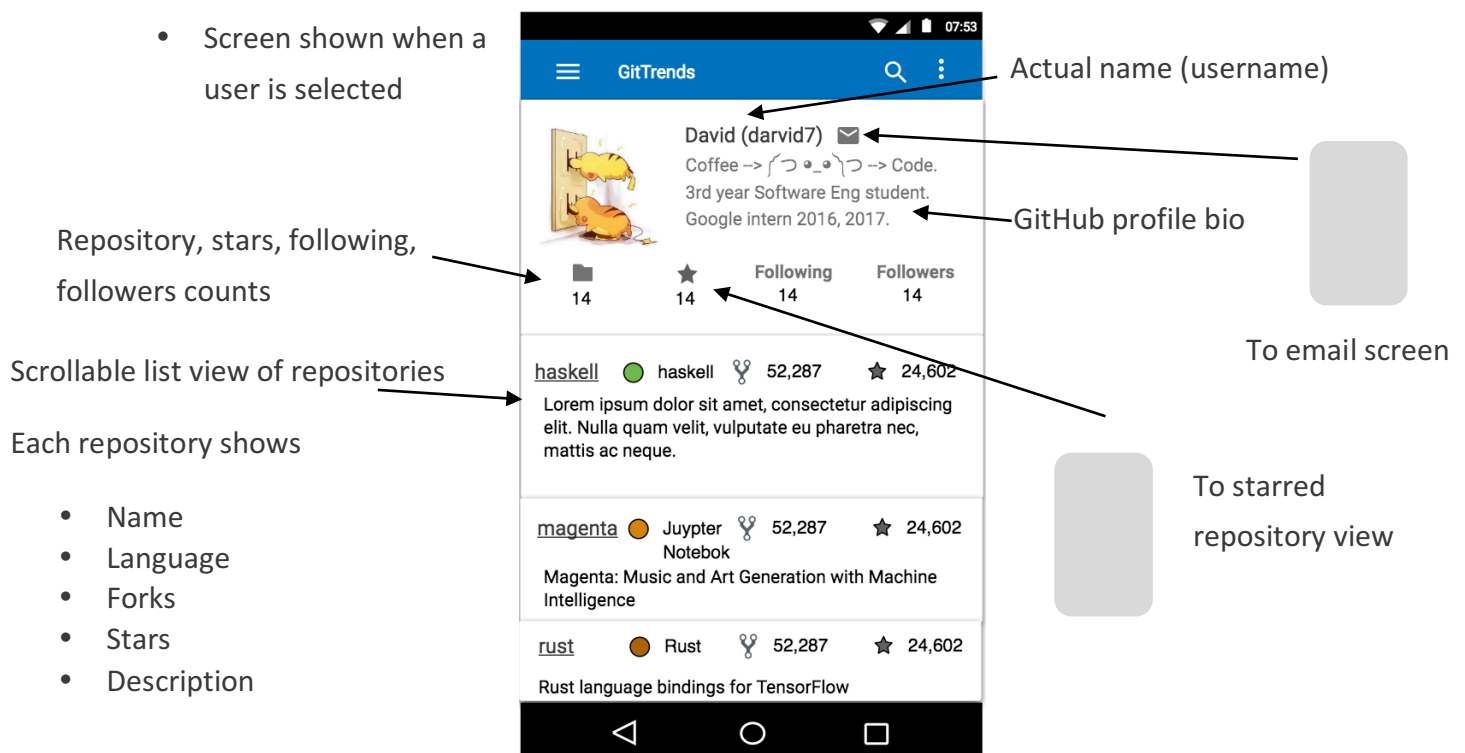 • Screen shown when a
user is selected
Repository, stars, following,
followers counts
Scrollable list view of repositories
Each repository shows
• Name
• Language
• Forks
• Stars
• Description
07:53
GitTrends
David (darvid7)
Coffee --> ༼つ ◕_◕༽つ --> Code.
3rd year Software Eng student.
Google intern 2016, 2017.
Following
Followers
14
14
14
14
haskell haskell 52,287 24,602
Lorem ipsum dolor sit amet, consectetur adipiscing
elit. Nulla quam velit, vulputate eu pharetra nec,
mattis ac neque.
magenta Juypter 52,287 24,602
Notebok
Magenta: Music and Art Generation with Machine
Intelligence
rust Rust 52,287 24,602
Rust language bindings for TensorFlow
Actual name (username)
GitHub profile bio
To email screen
To starred
repository view